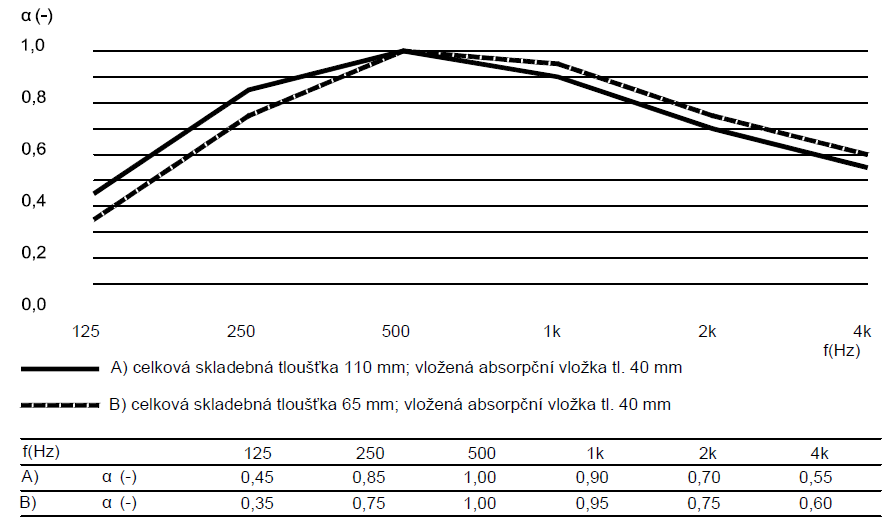 α (-)
1,0
0,8
0,6
0,4
0,2
0,0
125 250 500 1k 2k 4k
f(Hz)
A) celková skladebná tloušťka 110 mm; vložená absorpční vložka tl. 40 mm
B) celková skladebná tloušťka 65 mm; vložená absorpční vložka tl. 40 mm
f(Hz) 125 250 500 1k 2k 4k
A) α (-) 0,45 0,85 1,00 0,90 0,70 0,55
B) α (-) 0,35 0,75 1,00 0,95 0,75 0,60